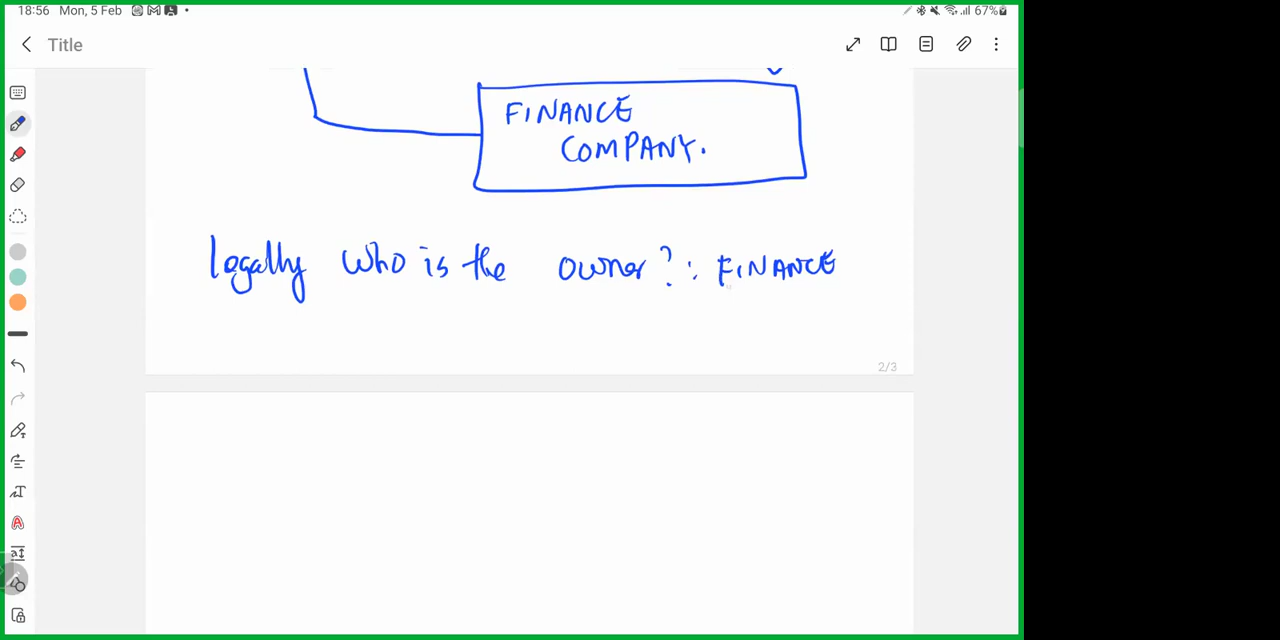 18:56 Mon, 5 Feb 67%
Title
FINANCE
COMPANY.
legally who is the owner? : FINANCE
2/3